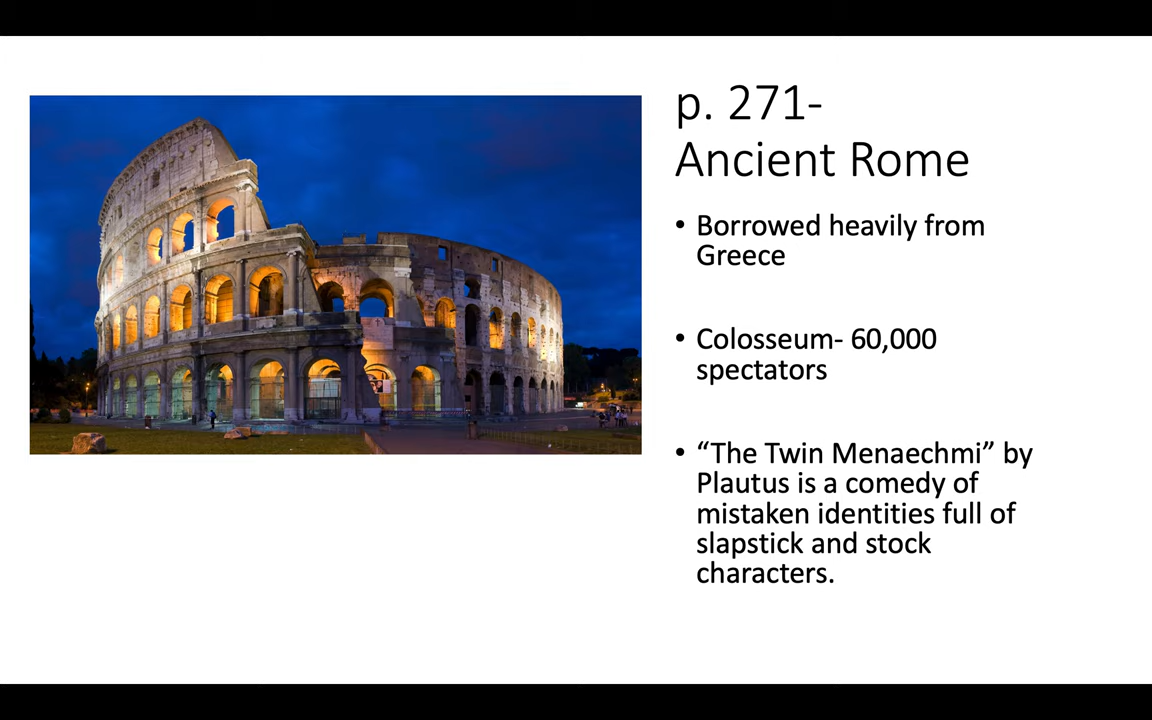 p. 271-
Ancient Rome
• Borrowed heavily from
Greece
• Colosseum- 60,000
spectators
• “The Twin Menaechmi” by
Plautus is a comedy of
mistaken identities full of
slapstick and stock
characters.